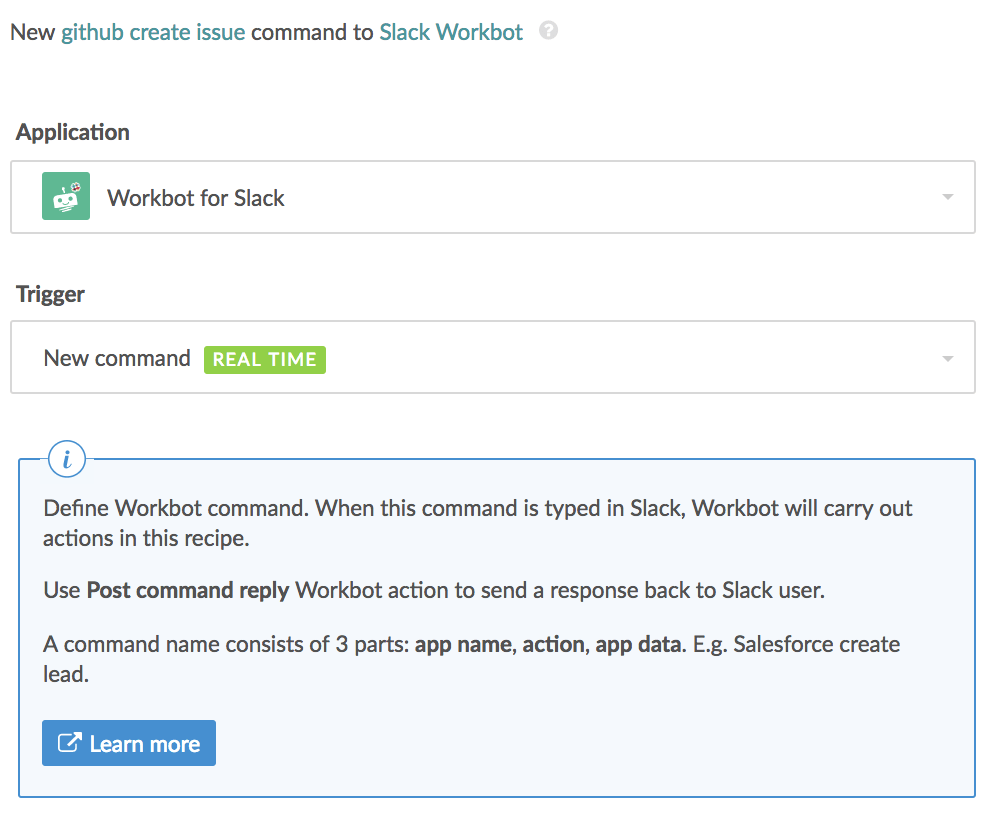 New github create issue command to Slack Workbot ?
Application
Workbot for Slack
Trigger
New command REAL TIME
i
Define Workbot command. When this command is typed in Slack, Workbot will carry out
actions in this recipe.
Use Post command reply Workbot action to send a response back to Slack user.
A command name consists of 3 parts: app name, action, app data. E.g. Salesforce create
lead.
Learn more